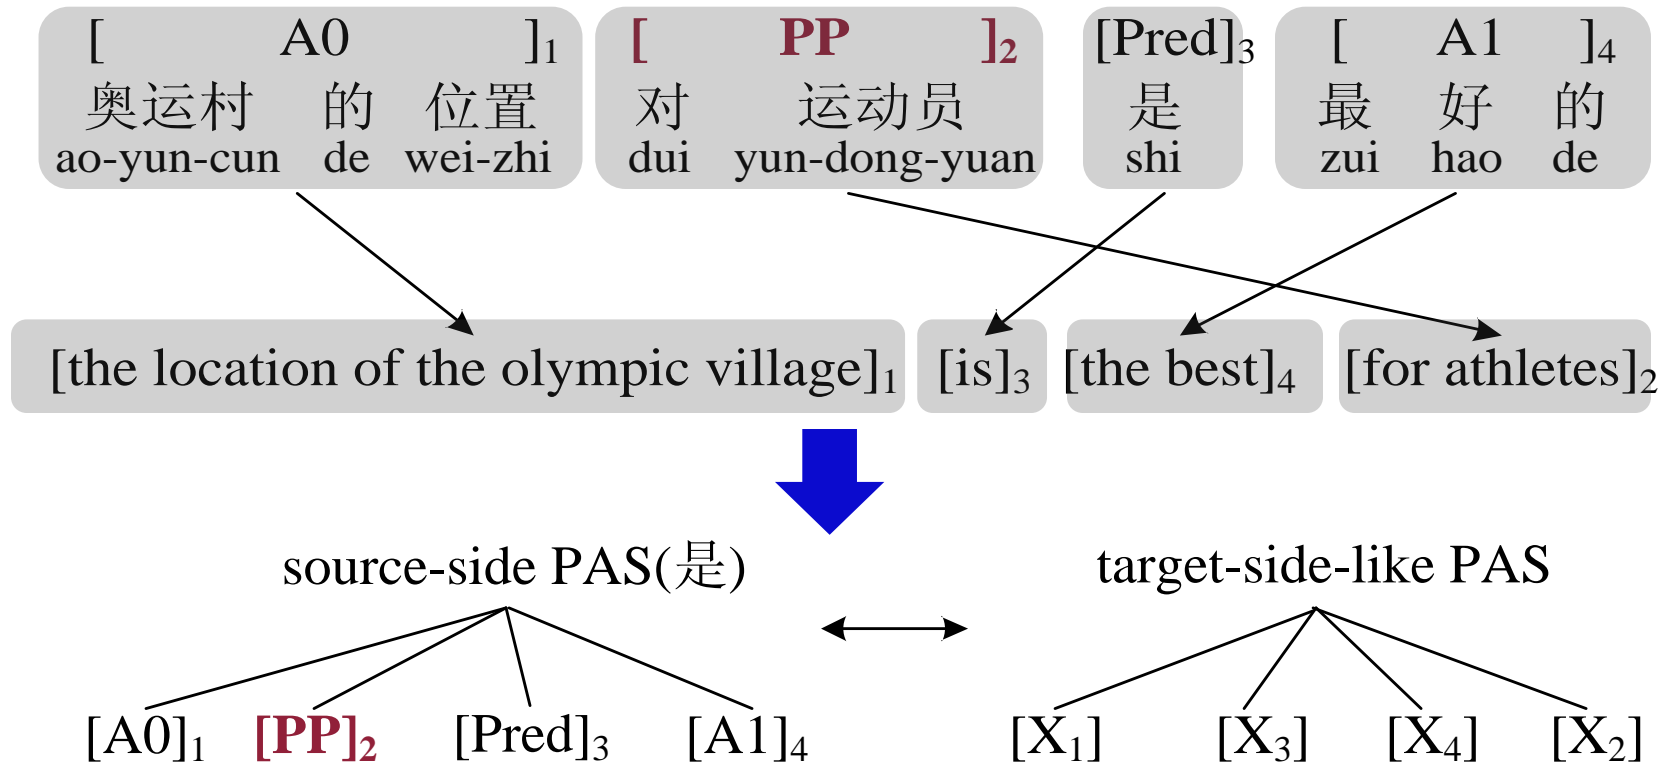 [ A0 ]1 [ PP ]2 [Pred]3 [ A1 ]4
奥运村 的 位置 对 运动员 是 最 好 的
ao-yun-cun de wei-zhi dui yun-dong-yuan shi zui hao de
[the location of the olympic village]1 [is]3 [the best]4 [for athletes]2
source-side PAS(是) target-side-like PAS
[A0]1 [PP]2 [Pred]3 [A1]4 [X1] [X3] [X4] [X2]